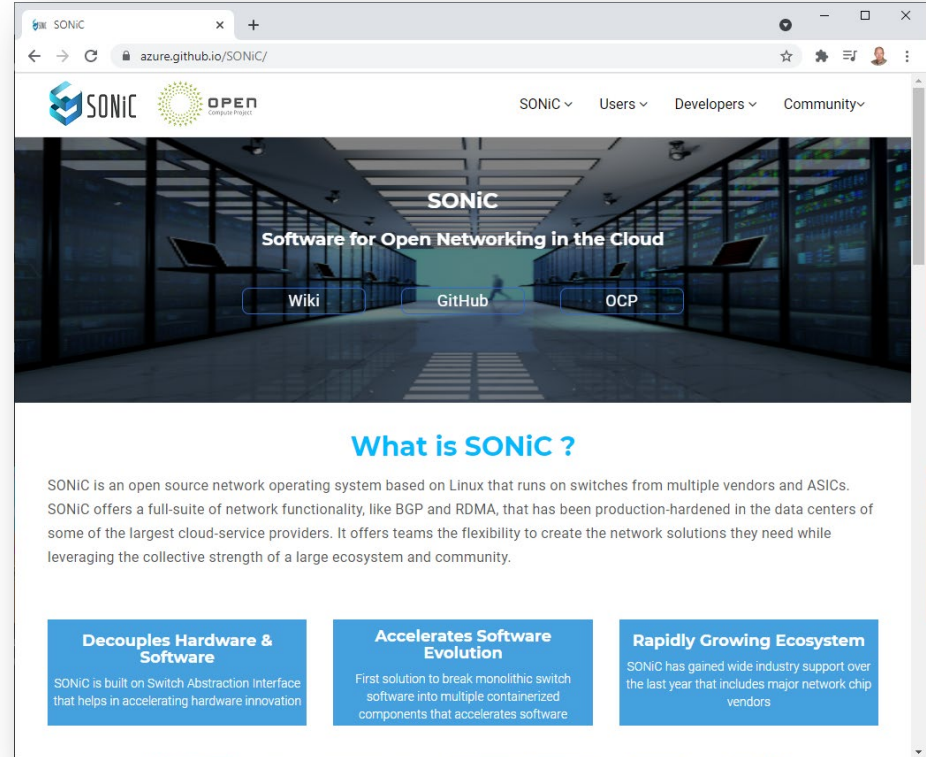 SONiC
azure.github.io/SONiC/
SONiC OPEN
Compute Project
SONiC Users Developers Community
SONiC
Software for Open Networking in the Cloud
Wiki GitHub OCP
What is SONiC ?
SONiC is an open source network operating system based on Linux that runs on switches from multiple vendors and ASICs.
SONiC offers a full-suite of network functionality, like BGP and RDMA, that has been production-hardened in the data centers of
some of the largest cloud-service providers. It offers teams the flexibility to create the network solutions they need while
leveraging the collective strength of a large ecosystem and community.
Decouples Hardware &
Software
SONiC is built on Switch Abstraction Interface
that helps in accelerating hardware innovation
Accelerates Software
Evolution
First solution to break monolithic switch
software into multiple containerized
components that accelerates software
Rapidly Growing Ecosystem
SONiC has gained wide industry support over
the last year that includes major network chip
vendors